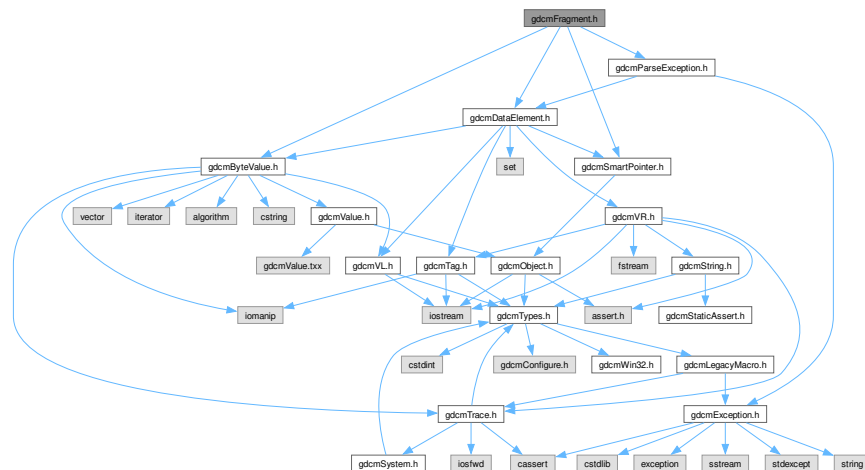 gdcmFragment.h
gdcmParseException.h
gdcmDataElement.h
gdcmByteValue.h
set
gdcmSmartPointer.h
vector
iterator
algorithm
cstring
gdcmValue.h
gdcmVR.h
gdcmValue.txx
gdcmVL.h
gdcmTag.h
gdcmObject.h
fstream
gdcmString.h
iomanip
iostream
gdcmTypes.h
assert.h
gdcmStaticAssert.h
cstdint
gdcmConfigure.h
gdcmWin32.h
gdcmLegacyMacro.h
gdcmTrace.h
gdcmException.h
gdcmSystem.h
iosfwd
cassert
cstdlib
exception
sstream
stdexcept
string